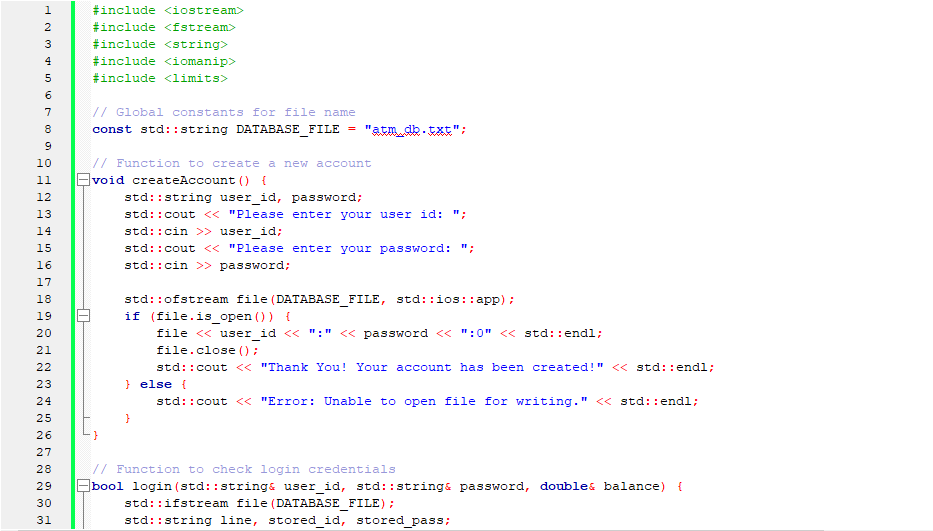 1 #include <iostream>
2 #include <fstream>
3 #include <string>
4 #include <iomanip>
5 #include <limits>
6
7 // Global constants for file name
8 const std::string DATABASE_FILE = "atm_db.txt";
9
10 // Function to create a new account
11 void createAccount() {
12 std::string user_id, password;
13 std::cout << "Please enter your user id: ";
14 std::cin >> user_id;
15 std::cout << "Please enter your password: ";
16 std::cin >> password;
17
18 std::ofstream file(DATABASE_FILE, std::ios::app);
19 if (file.is_open()) {
20 file << user_id << ":" << password << ":0" << std::endl;
21 file.close();
22 std::cout << "Thank You! Your account has been created!" << std::endl;
23 } else {
24 std::cout << "Error: Unable to open file for writing." << std::endl;
25 }
26 }
27
28 // Function to check login credentials
29 bool login(std::string& user_id, std::string& password, double& balance) {
30 std::ifstream file(DATABASE_FILE);
31 std::string line, stored_id, stored_pass;